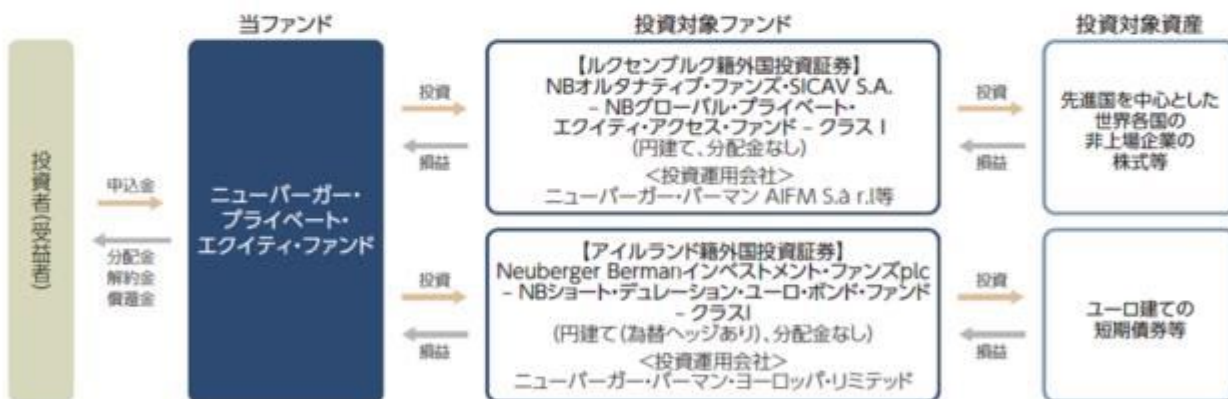 当ファンド
投資対象ファンド
投資対象資産
投資者(受益者)
申込金
分配金
解約金
償還金
ニューバーガー・
プライベート・
エクイティ・ファンド
投資
損益
【ルクセンブルク籍外国投資証券】
NBオルタナティブ・ファンズ・SICAV S.A.
– NBグローバル・プライベート・
エクイティ・アクセス・ファンド – クラス I
(円建て、分配金なし)
<投資運用会社>
ニューバーガー・バーマン AIFM S.à r.l等
投資
損益
先進国を中心とした
世界各国の
非上場企業の
株式等
投資
損益
【アイルランド籍外国投資証券】
Neuberger Bermanインベストメント・ファンズplc
– NBショート・デュレーション・ユーロ・ボンド・ファンド
– クラスI
(円建て(為替ヘッジあり)、分配金なし)
<投資運用会社>
ニューバーガー・バーマン・ヨーロッパ・リミテッド
投資
損益
ユーロ建ての
短期債券等